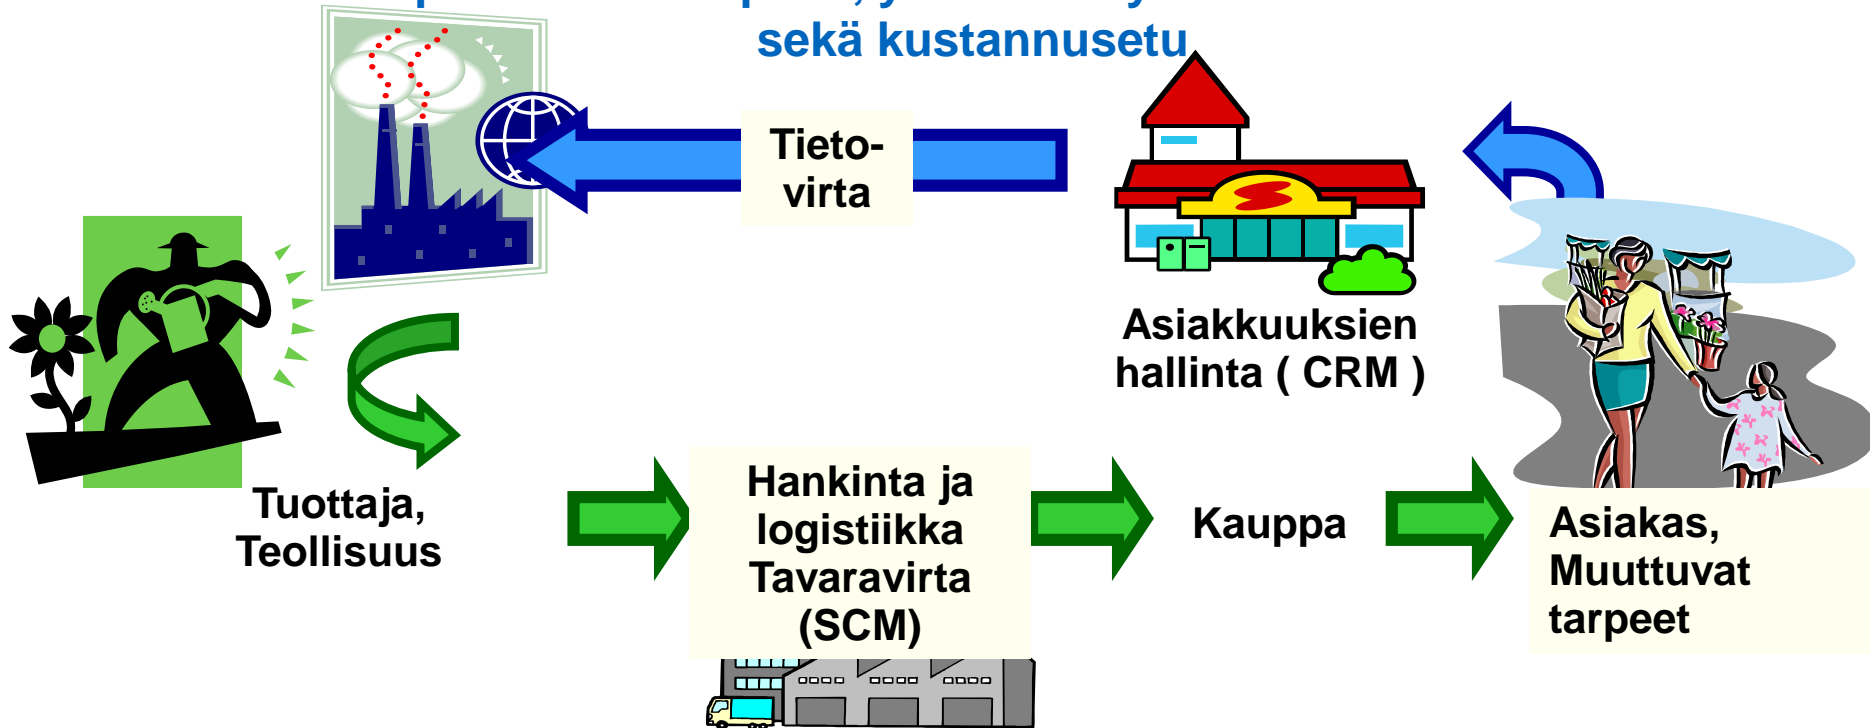 sekä kustannusetu
Tieto-
virta
Asiakkuuksien
hallinta ( CRM )
Tuottaja,
Teollisuus
Hankinta ja
logistiikka
Tavaravirta
(SCM)
Kauppa
Asiakas,
Muuttuvat
tarpeet